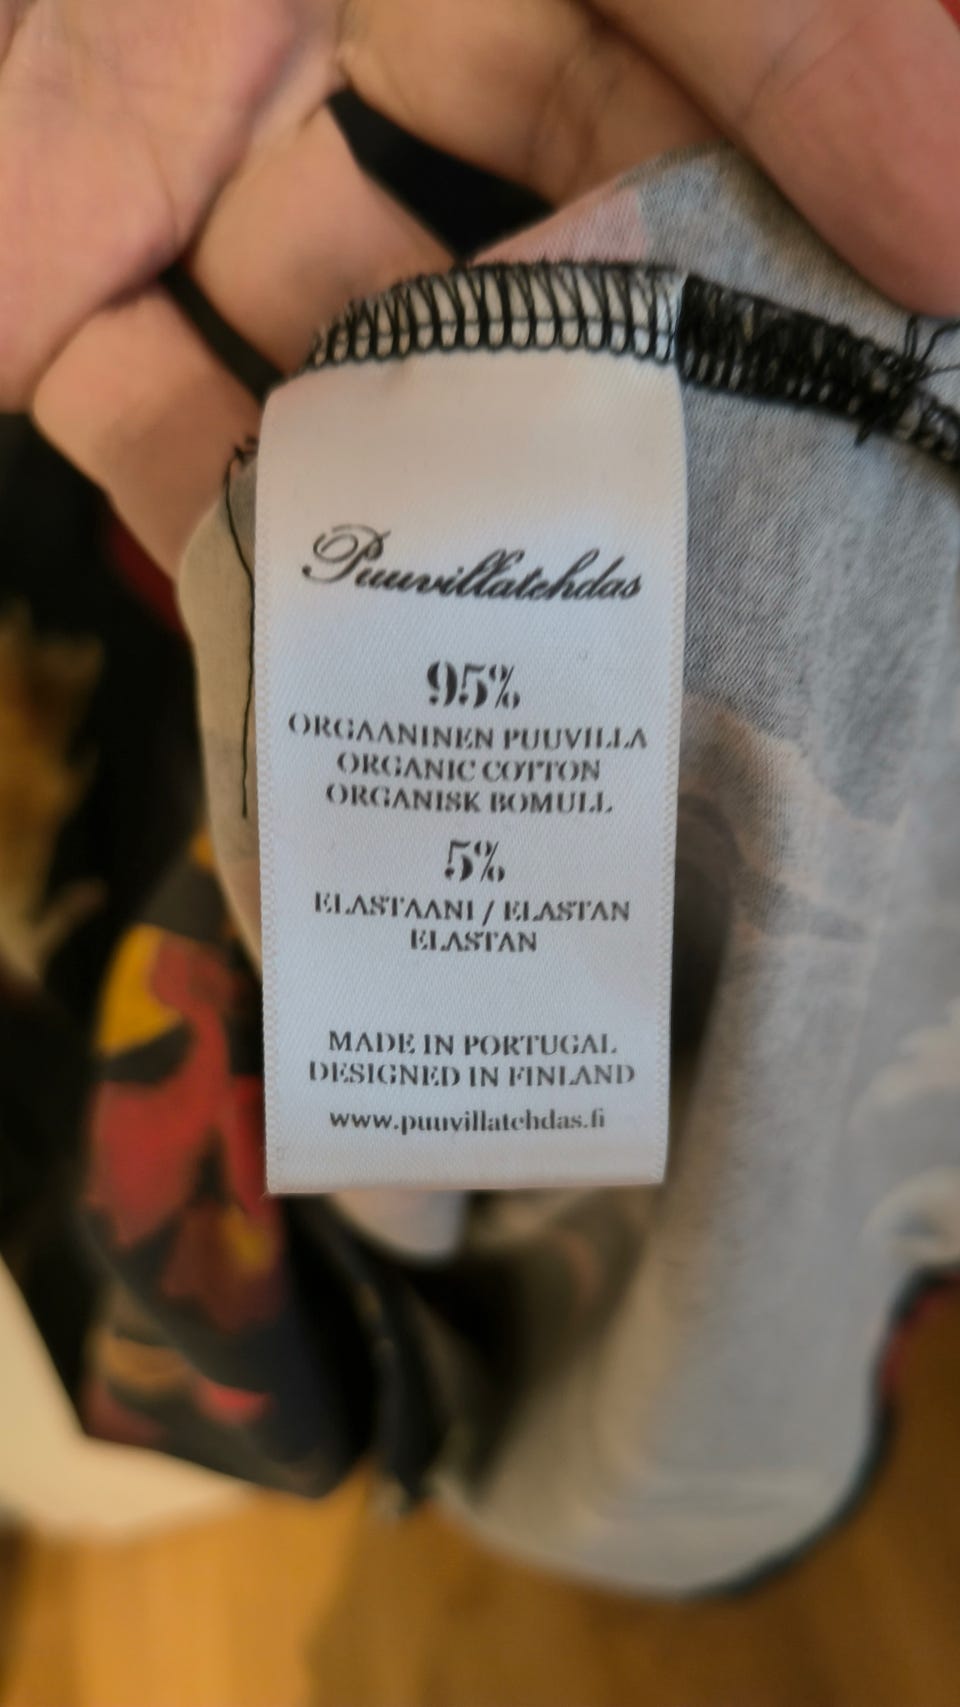 Puuvillatehdas
95%
ORGAANINEN PUUVILLA
ORGANIC COTTON
ORGANISK BOMULL
5%
ELASTAANI / ELASTAN
ELASTAN
MADE IN PORTUGAL
DESIGNED IN FINLAND
www.puuvillatehdas.fi